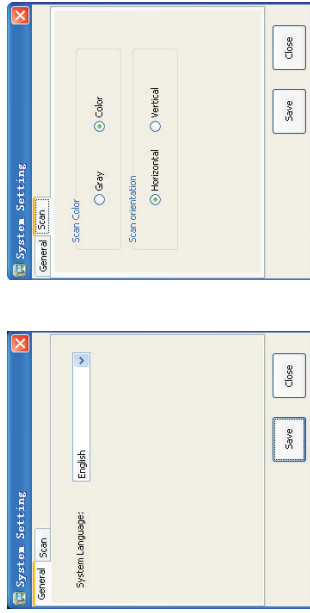 System Setting
General Scan
System Language: English
Save Close
System Setting
General Scan
Scan Color
Gray Color
Scan orientation
Horizontal Vertical
Save Close